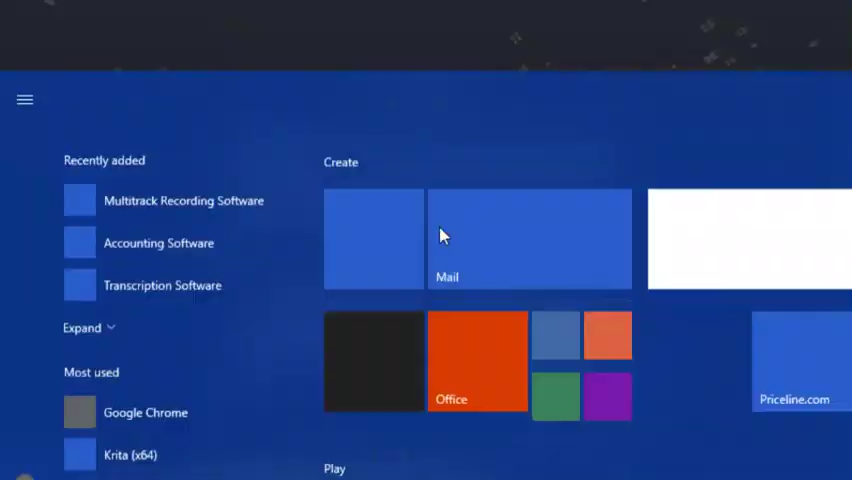 Recently added
Create
Multitrack Recording Software
Accounting Software
Mail
Transcription Software
Expand
Most used
Office
Priceline.com
Google Chrome
Krita (x64)
Play